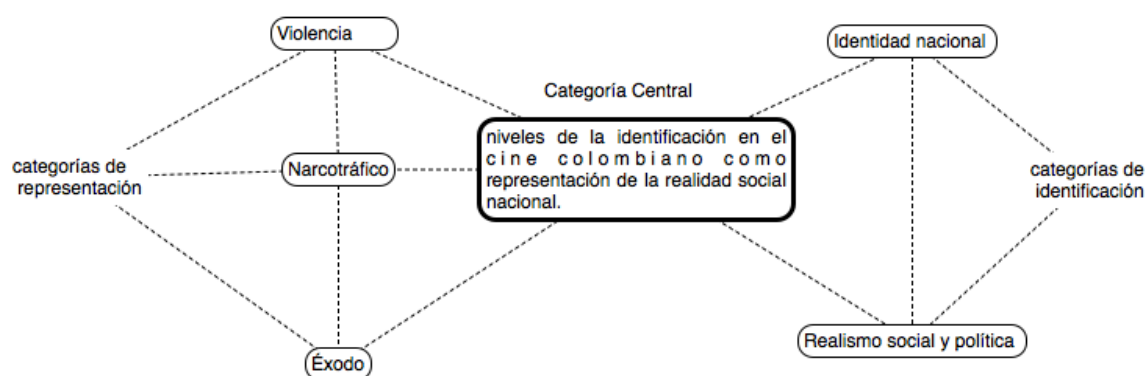 Violencia
Identidad nacional
Categoría Central
niveles de la identificación en el
cine colombiano como
representación de la realidad social
nacional.
categorías de
representación
Narcotráfico
categorías de
identificación
Realismo social y política
Éxodo